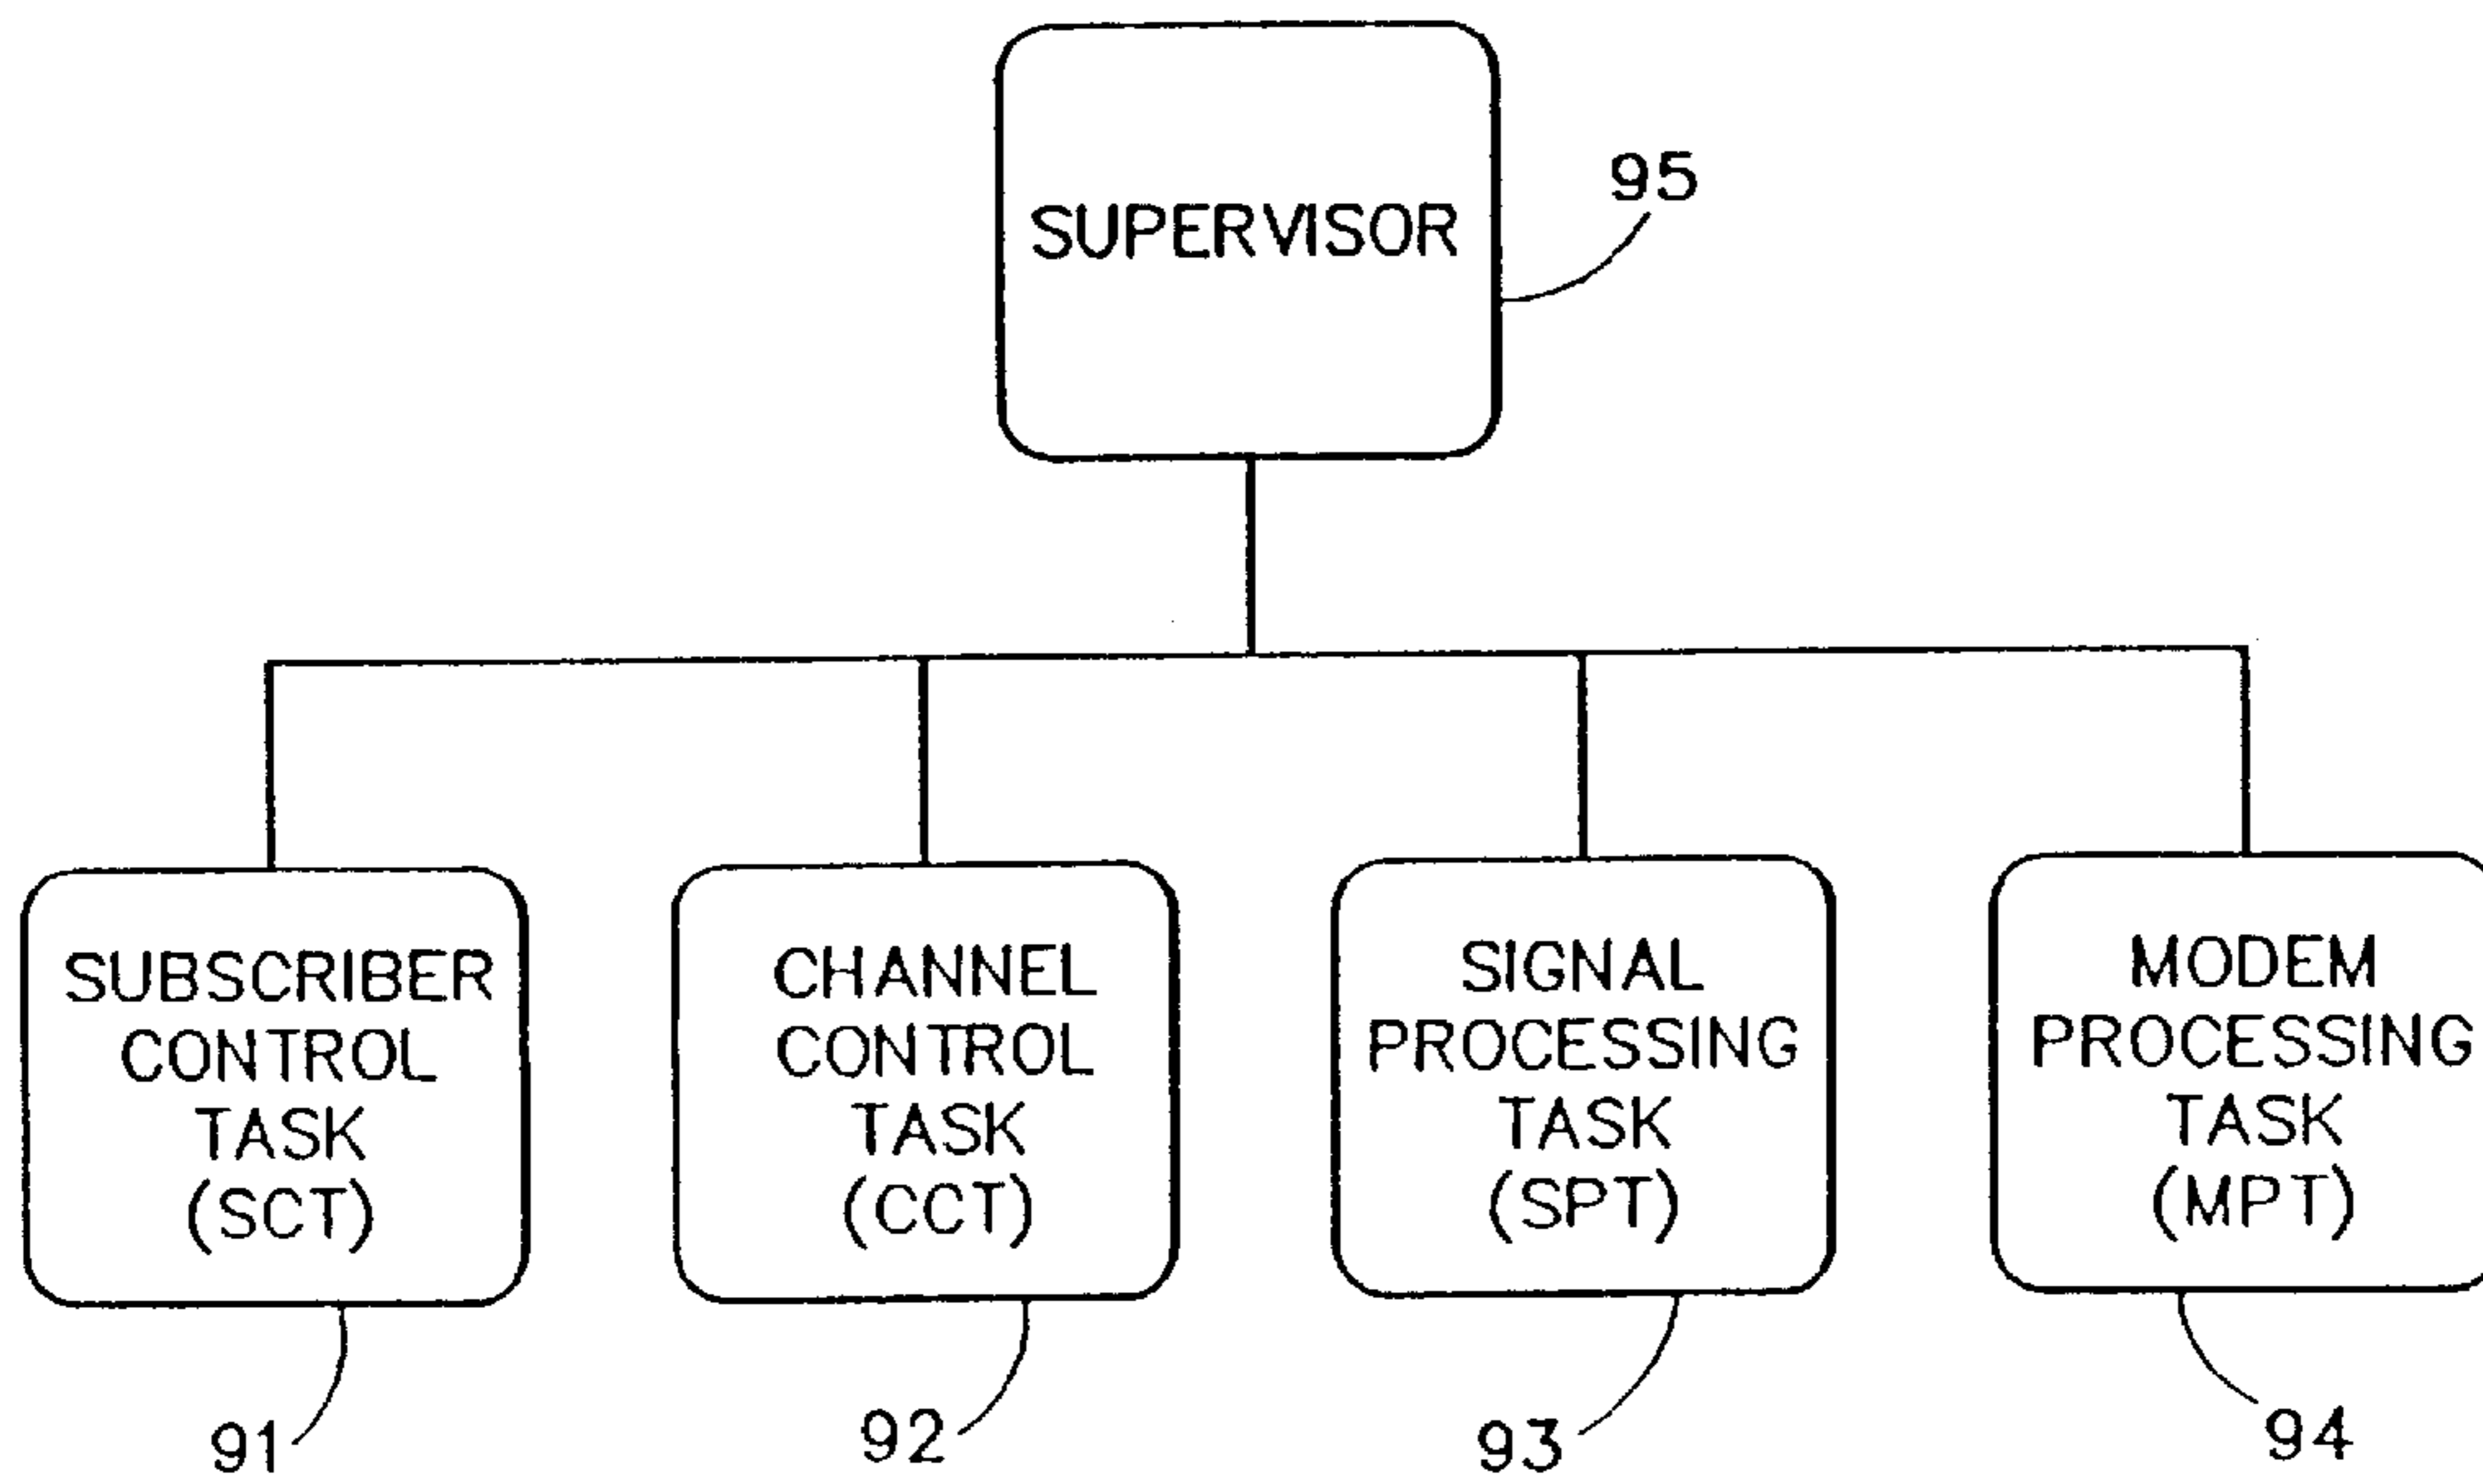 SUPERVISOR
95
SUBSCRIBER
CONTROL
TASK
(SCT)
91
CHANNEL
CONTROL
TASK
(CCT)
92
SIGNAL
PROCESSING
TASK
(SPT)
93
MODEM
PROCESSING
TASK
(MPT)
94